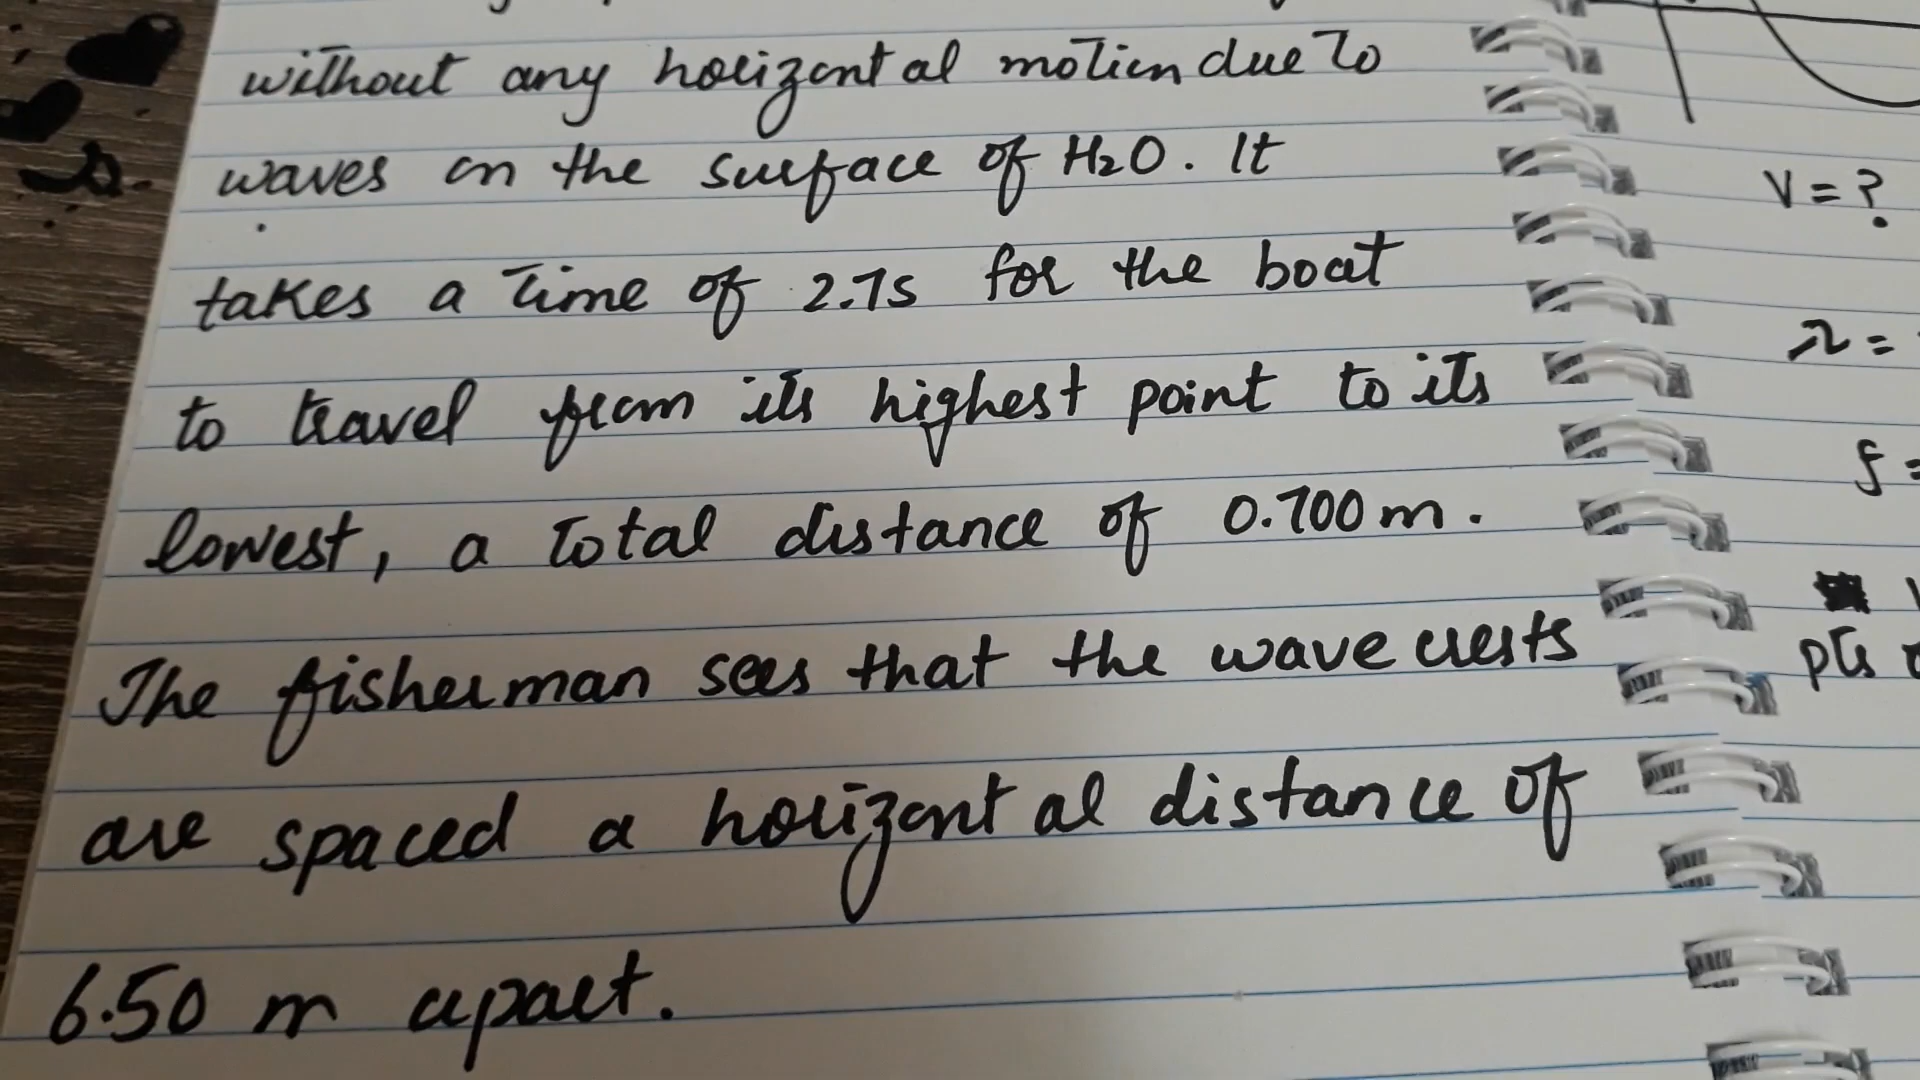 without any horizontal motion due to
waves on the surface of H₂O. It
takes a time of 2.7s for the boat
to travel from its highest point to its
lowest, a total distance of 0.700 m.
The fisherman sees that the wave crests
are spaced a horizontal distance of
6.50 m apart.
s.
V = ?
λ =
f =
pts